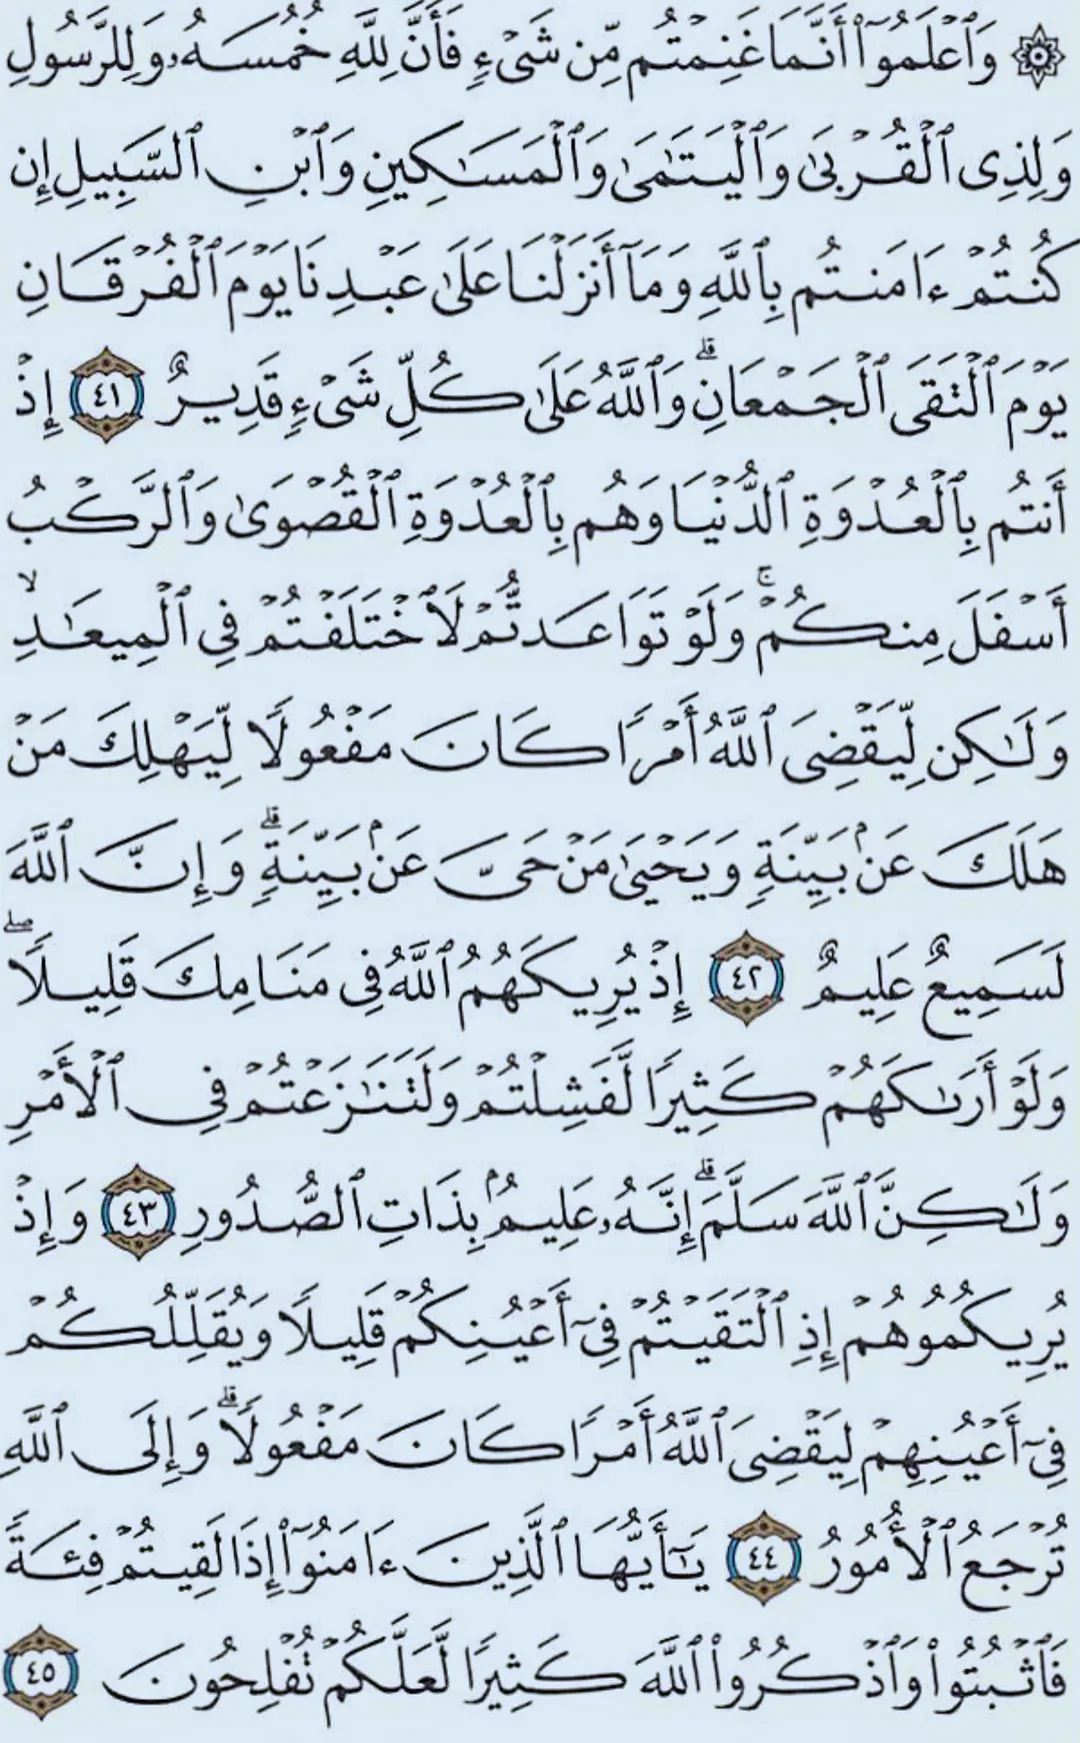 ۞ وَٱعۡلَمُوٓاْ أَنَّمَا غَنِمۡتُم مِّن شَيۡءٖ فَأَنَّ لِلَّهِ خُمُسَهُۥ وَلِلرَّسُولِ
وَلِذِي ٱلۡقُرۡبَىٰ وَٱلۡيَتَٰمَىٰ وَٱلۡمَسَٰكِينِ وَٱبۡنِ ٱلسَّبِيلِ إِن
كُنتُمۡ ءَامَنتُم بِٱللَّهِ وَمَآ أَنزَلۡنَا عَلَىٰ عَبۡدِنَا يَوۡمَ ٱلۡفُرۡقَانِ
يَوۡمَ ٱلۡتَقَى ٱلۡجَمۡعَانِۗ وَٱللَّهُ عَلَىٰ كُلِّ شَيۡءٖ قَدِيرٌ ٤١ إِذۡ
أَنتُم بِٱلۡعُدۡوَةِ ٱلدُّنۡيَا وَهُم بِٱلۡعُدۡوَةِ ٱلۡقُصۡوَىٰ وَٱلرَّكۡبُ
أَسۡفَلَ مِنكُمۡۚ وَلَوۡ تَوَاعَدتُّمۡ لَٱخۡتَلَفۡتُمۡ فِي ٱلۡمِيعَٰدِۙ
وَلَٰكِن لِّيَقۡضِيَ ٱللَّهُ أَمۡرٗا كَانَ مَفۡعُولٗا لِّيَهۡلِكَ مَنۡ
هَلَكَ عَنۢ بَيِّنَةٖ وَيَحۡيَىٰ مَنۡ حَيَّ عَنۢ بَيِّنَةٖۗ وَإِنَّ ٱللَّهَ
لَسَمِيعٌ عَلِيمٌ ٤٢ إِذۡ يُرِيكَهُمُ ٱللَّهُ فِي مَنَامِكَ قَلِيلٗاۖ
وَلَوۡ أَرَىٰكَهُمۡ كَثِيرٗا لَّفَشِلۡتُمۡ وَلَتَنَٰزَعۡتُمۡ فِي ٱلۡأَمۡرِ
وَلَٰكِنَّ ٱللَّهَ سَلَّمَۗ إِنَّهُۥ عَلِيمُۢ بِذَاتِ ٱلصُّدُورِ ٤٣ وَإِذۡ
يُرِيكُمُوهُمۡ إِذِ ٱلۡتَقَيۡتُمۡ فِيٓ أَعۡيُنِكُمۡ قَلِيلٗا وَيُقَلِّلُكُمۡ
فِيٓ أَعۡيُنِهِمۡ لِيَقۡضِيَ ٱللَّهُ أَمۡرٗا كَانَ مَفۡعُولٗاۗ وَإِلَى ٱللَّهِ
تُرۡجَعُ ٱلۡأُمُورُ ٤٤ يَٰٓأَيُّهَا ٱلَّذِينَ ءَامَنُوٓاْ إِذَا لَقِيتُمۡ فِئَةٗ
فَٱثۡبُتُواْ وَٱذۡكُرُواْ ٱللَّهَ كَثِيرٗا لَّعَلَّكُمۡ تُفۡلِحُونَ ٤٥